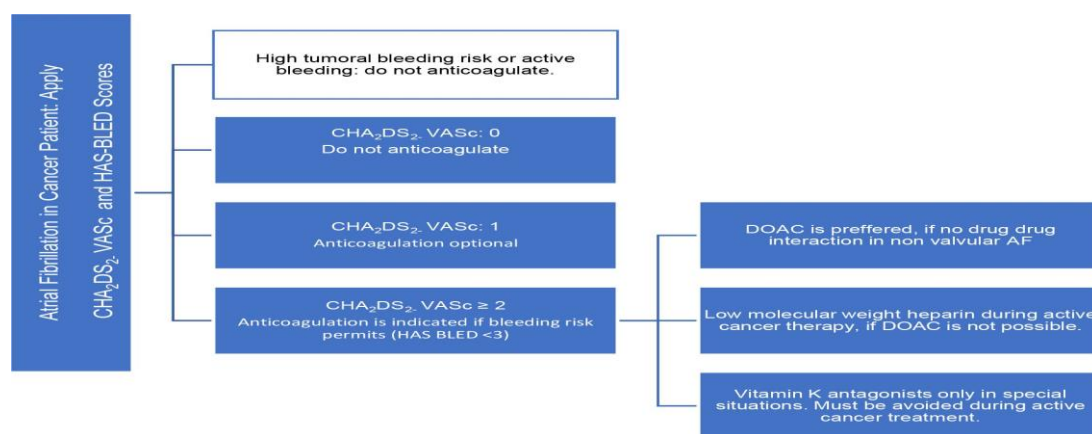 Atrial Fibrillation in Cancer Patient: Apply
CHA₂DS₂- VASc and HAS-BLED Scores
High tumoral bleeding risk or active
bleeding: do not anticoagulate.
CHA₂DS₂- VASc: 0
Do not anticoagulate
CHA₂DS₂- VASc: 1
Anticoagulation optional
CHA₂DS₂- VASc ≥ 2
Anticoagulation is indicated if bleeding risk
permits (HAS BLED <3)
DOAC is preffered, if no drug drug
interaction in non valvular AF
Low molecular weight heparin during active
cancer therapy, if DOAC is not possible.
Vitamin K antagonists only in special
situations. Must be avoided during active
cancer treatment.